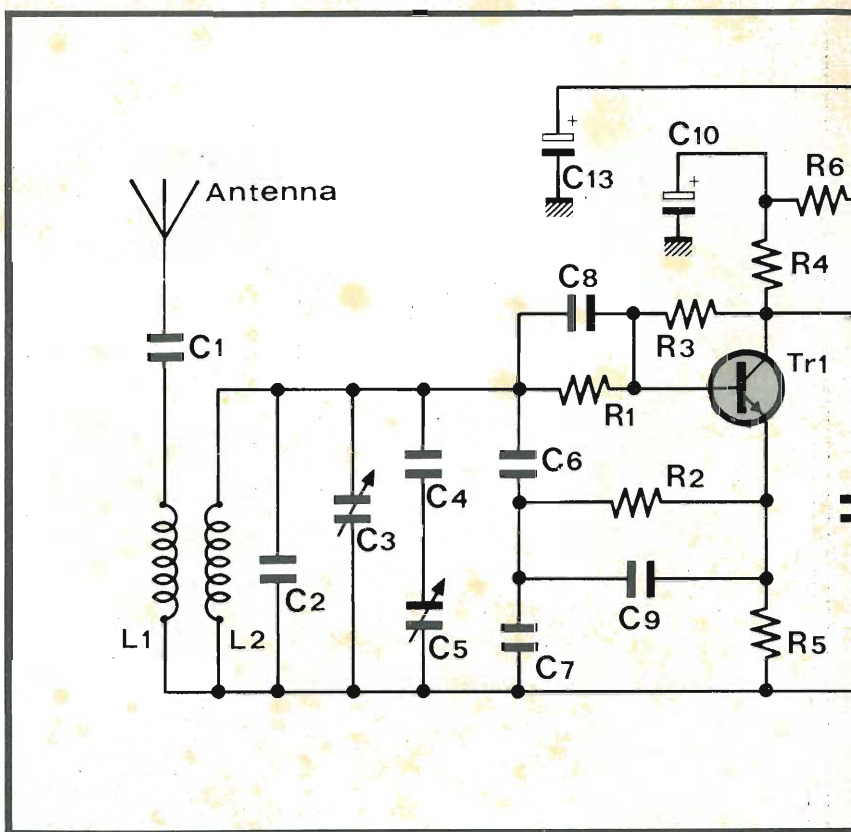 C10
+
+
C13
R6
Antenna
R4
C8
R3
Tr1
C1
R1
C6
R2
C4
C3
C2
C9
R5
L1
L2
C5
C7